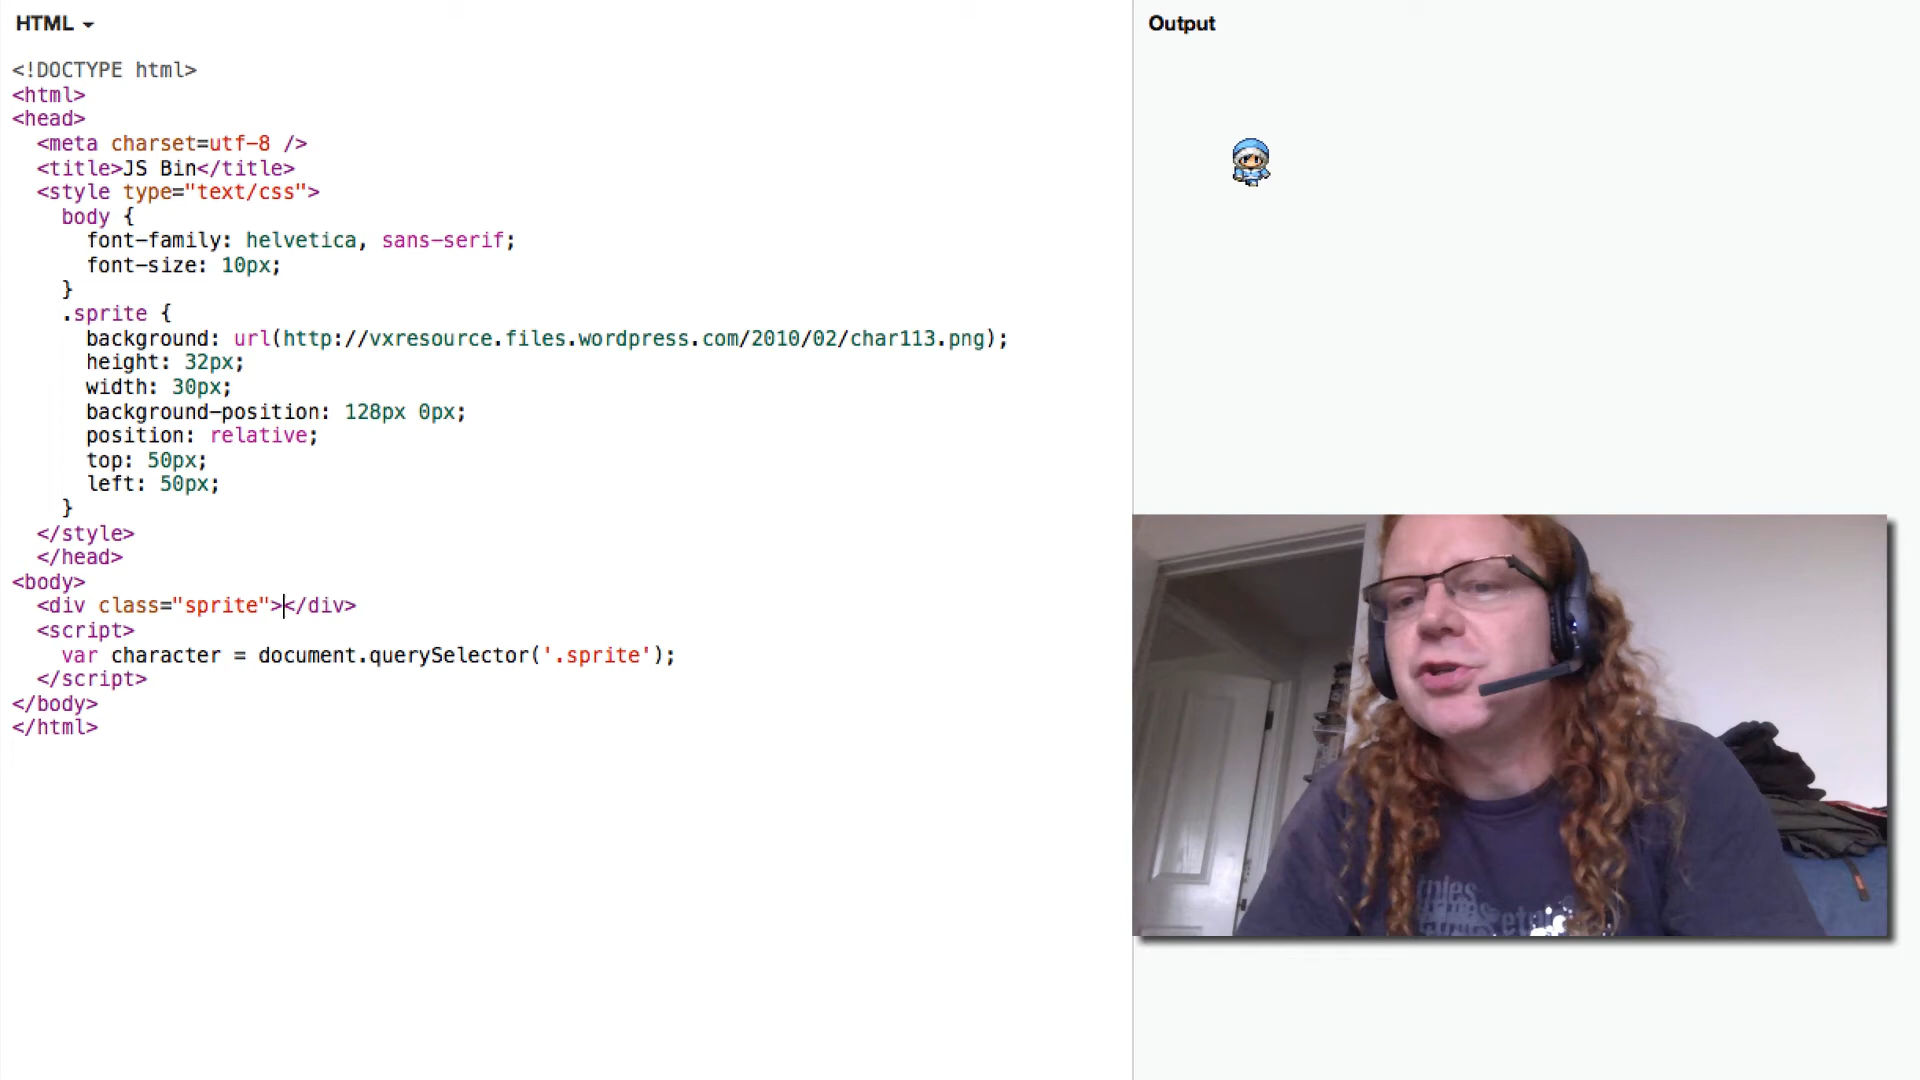 HTML
Output
<!DOCTYPE html>
<html>
<head>
<meta charset=utf-8 />
<title>JS Bin</title>
<style type="text/css">
body {
font-family: helvetica, sans-serif;
font-size: 10px;
}
.sprite {
background: url(http://vxresource.files.wordpress.com/2010/02/char113.png);
height: 32px;
width: 30px;
background-position: 128px 0px;
position: relative;
top: 50px;
left: 50px;
}
</style>
</head>
<body>
<div class="sprite"></div>
<script>
var character = document.querySelector('.sprite');
</script>
</body>
</html>